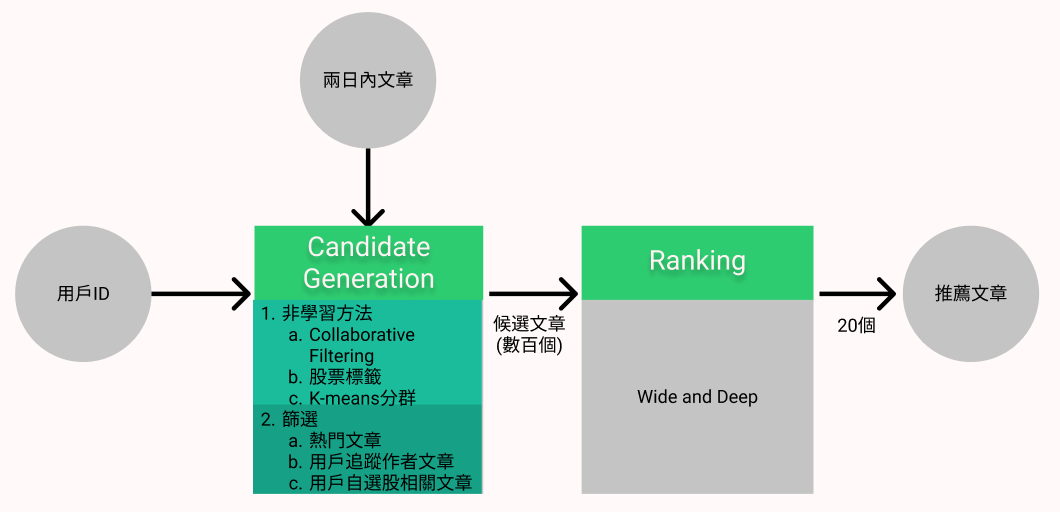 兩日內文章
用戶ID
Candidate
Generation
1. 非學習方法
a. Collaborative
Filtering
b. 股票標籤
c. K-means分群
2. 篩選
a. 熱門文章
b. 用戶追蹤作者文章
c. 用戶自選股相關文章
候選文章
(數百個)
Ranking
Wide and Deep
20個
推薦文章